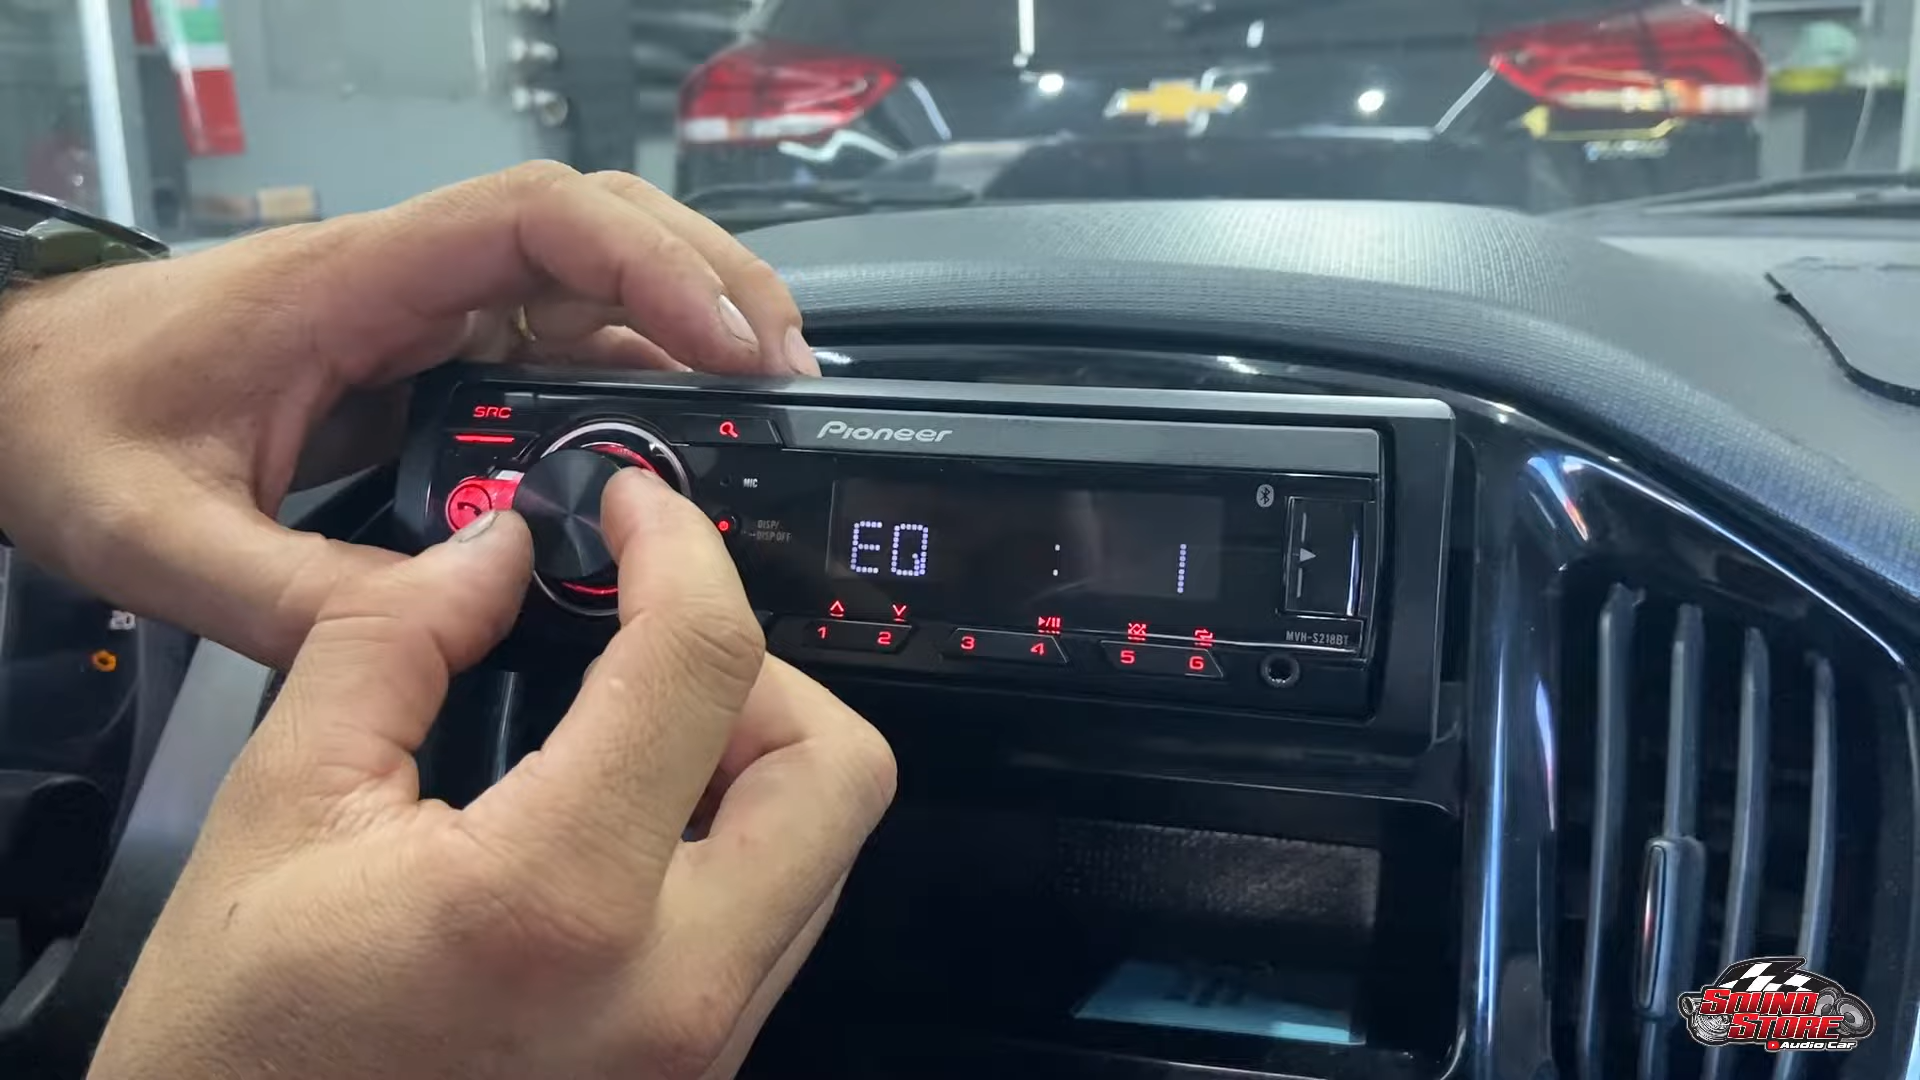 SRC
Pioneer
MIC
DISP/
DISP OFF
EQ : 1
1 2 3 4 5 6
MVH-S218BT
20
SOUND
STORE
Audio Car